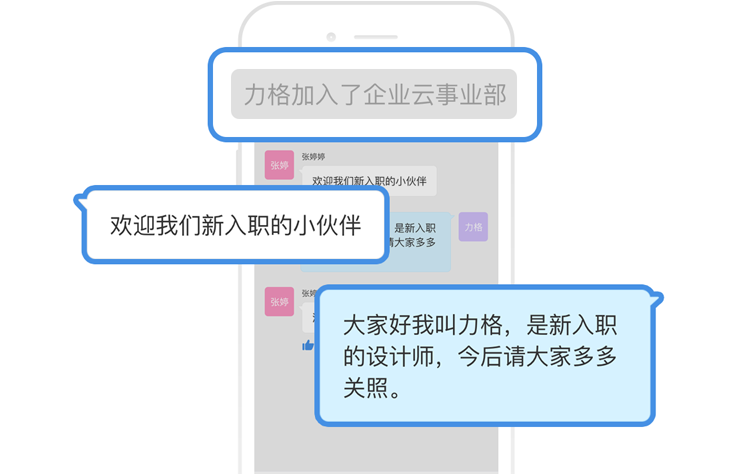 力格加入了企业云事业部
张婷
张婷婷
欢迎我们新入职的小伙伴
欢迎我们新入职的小伙伴
是新入职
请大家多多
力格
张婷
张婷
大家好我叫力格，是新入职
的设计师，今后请大家多多
关照。